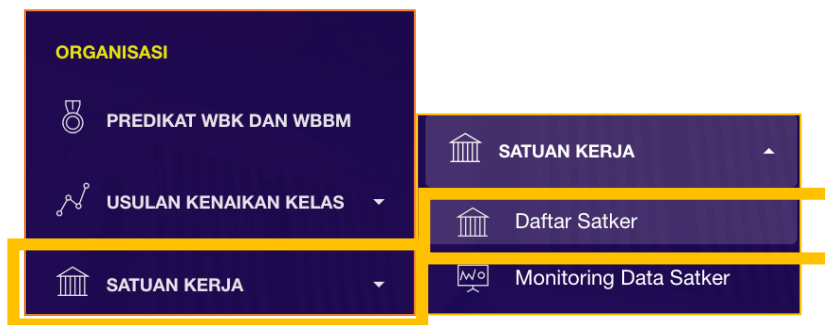 ORGANISASI
PREDIKAT WBK DAN WBBM
USULAN KENAIKAN KELAS
SATUAN KERJA
SATUAN KERJA
Daftar Satker
Monitoring Data Satker